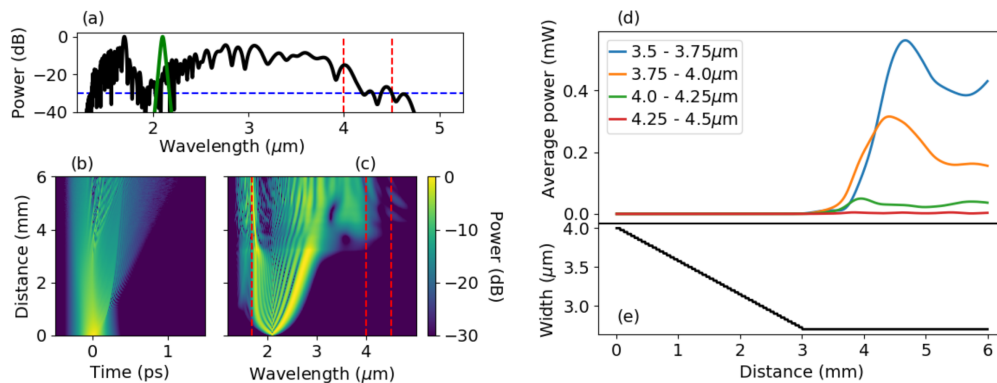 (a)
Power (dB)
0
−20
−40
2
3
4
5
Wavelength (μm)
(b)
Distance (mm)
6
4
2
0
0
1
Time (ps)
(c)
2
3
4
Wavelength (μm)
0
−10
−20
−30
Power (dB)
(d)
3.5 - 3.75μm
3.75 - 4.0μm
4.0 - 4.25μm
4.25 - 4.5μm
Average power (mW)
0.4
0.2
0.0
(e)
Width (μm)
4.0
3.5
3.0
0
1
2
3
4
5
6
Distance (mm)